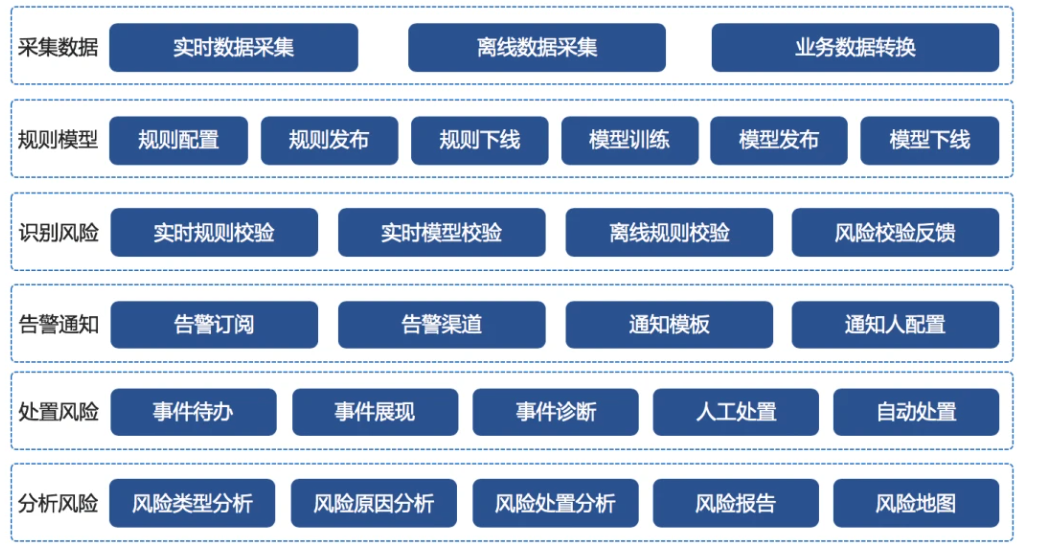 采集数据 实时数据采集 离线数据采集 业务数据转换
规则模型 规则配置 规则发布 规则下线 模型训练 模型发布 模型下线
识别风险 实时规则校验 实时模型校验 离线规则校验 风险校验反馈
告警通知 告警订阅 告警渠道 通知模板 通知人配置
处置风险 事件待办 事件展现 事件诊断 人工处置 自动处置
分析风险 风险类型分析 风险原因分析 风险处置分析 风险报告 风险地图